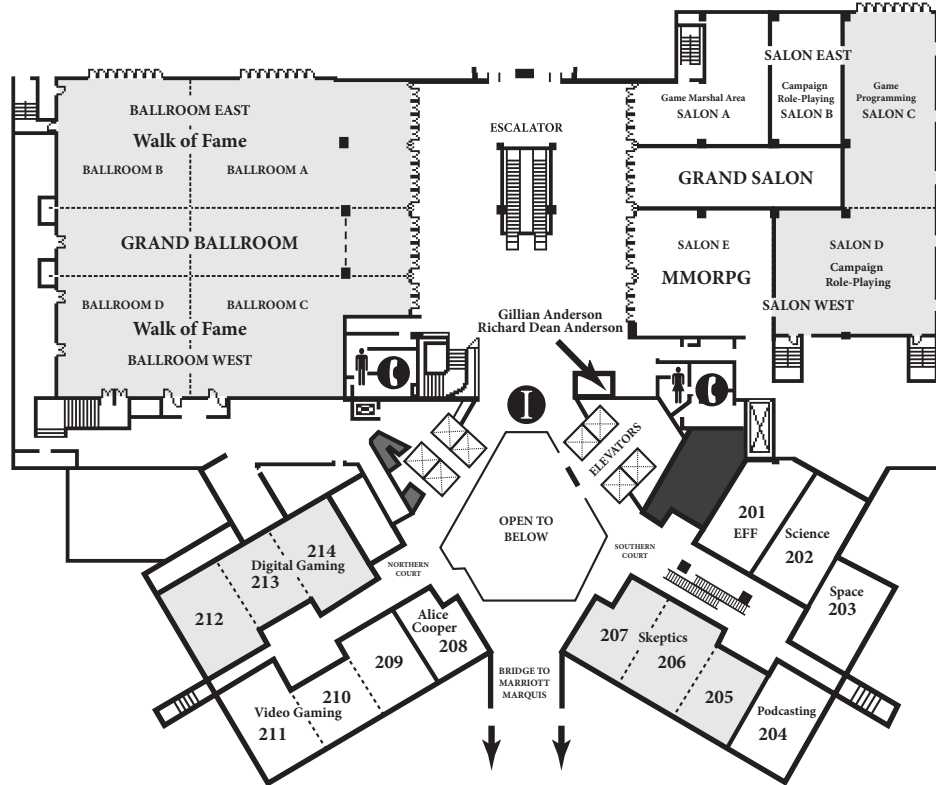 BALLROOM EAST
Walk of Fame
BALLROOM B
BALLROOM A
GRAND BALLROOM
BALLROOM D
BALLROOM C
Walk of Fame
BALLROOM WEST
ESCALATOR
SALON EAST
Game Marshal Area
SALON A
Campaign
Role-Playing
SALON B
Game
Programming
SALON C
GRAND SALON
SALON E
MMORPG
SALON D
Campaign
Role-Playing
SALON WEST
Gillian Anderson
Richard Dean Anderson
I
ELEVATORS
OPEN TO
BELOW
NORTHERN
COURT
SOUTHERN
COURT
214
Digital Gaming
213
212
Alice
Cooper
208
209
210
Video Gaming
211
BRIDGE TO
MARRIOTT
MARQUIS
201
EFF
Science
202
Space
203
207
Skeptics
206
205
Podcasting
204